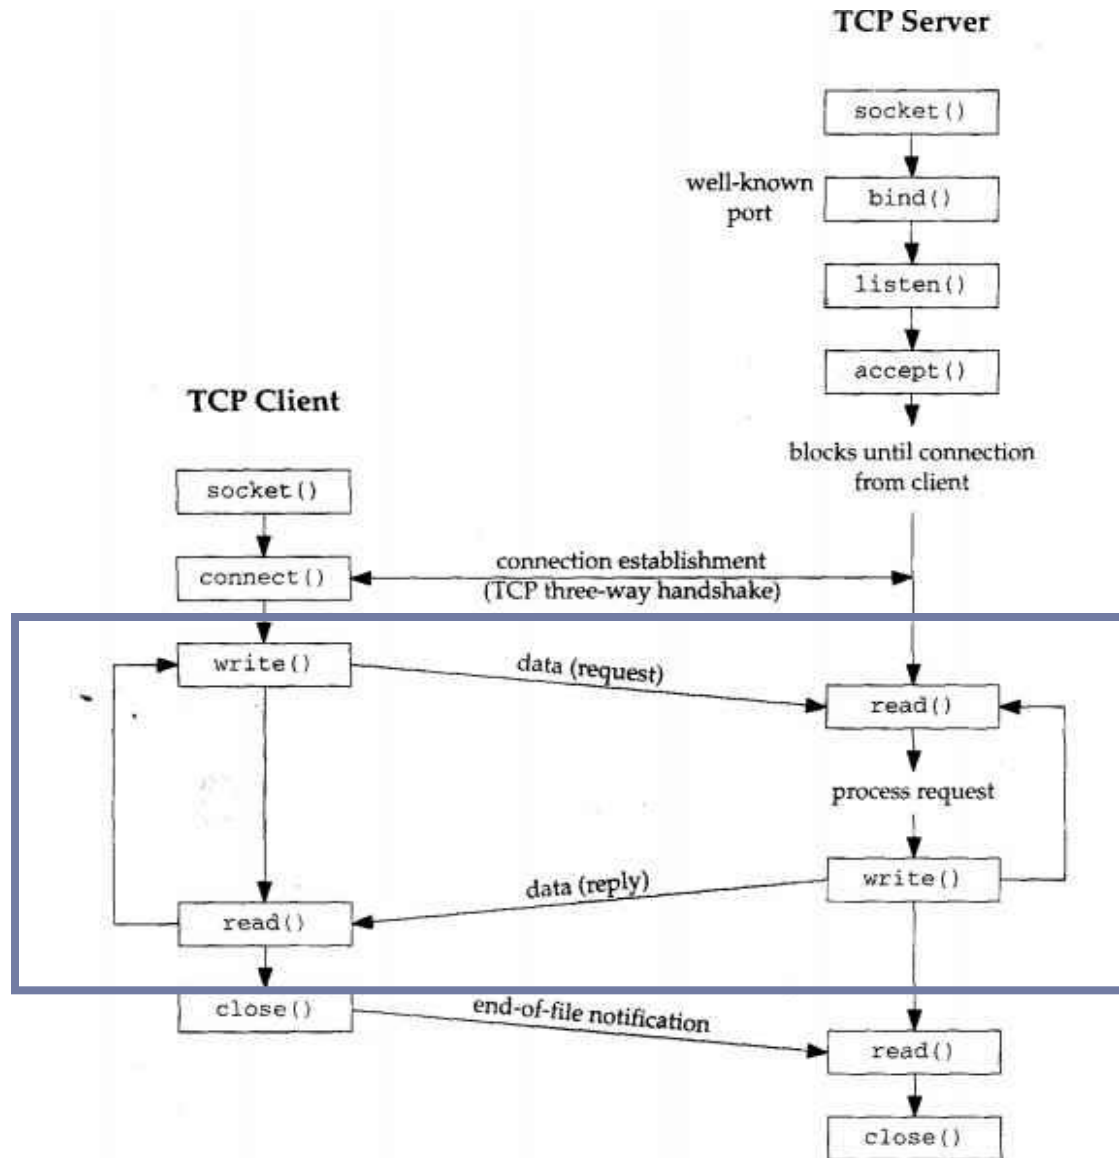 TCP Server
socket()
well-known
port
bind()
listen()
accept()
TCP Client
blocks until connection
from client
socket()
connection establishment
connect()
(TCP three-way handshake)
write()
data (request)
read()
process request
data (reply)
write()
read()
close()
end-of-file notification
read()
close()